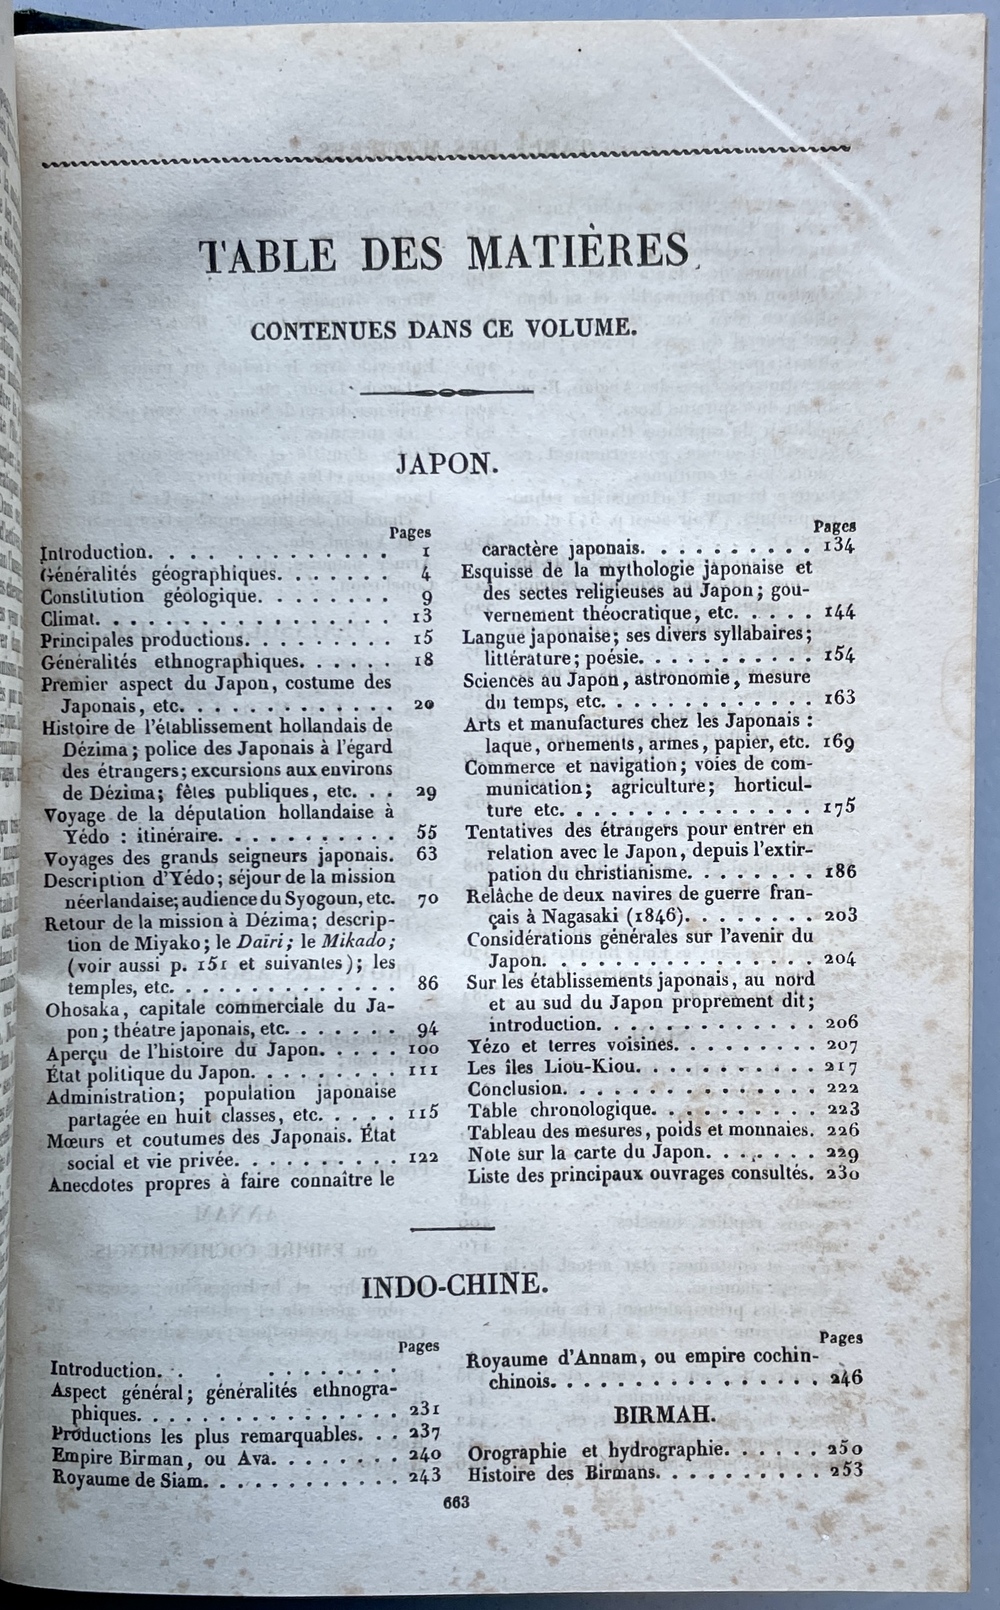 TABLE DES MATIÈRES
CONTENUES DANS CE VOLUME.
JAPON.
Pages
Introduction. . . . . . . . . . . . . 1
Généralités géographiques. . . . . . . 4
Constitution géologique. . . . . . . . 9
Climat. . . . . . . . . . . . . . . . 13
Principales productions. . . . . . . . . 15
Généralités ethnographiques. . . . . . 18
Premier aspect du Japon, costume des
Japonais, etc. . . . . . . . . . . . . 20
Histoire de l'établissement hollandais de
Dézima; police des Japonais à l'égard
des étrangers; excursions aux environs
de Dézima; fêtes publiques, etc. . . 29
Voyage de la députation hollandaise à
Yédo : itinéraire. . . . . . . . . . 55
Voyages des grands seigneurs japonais. 63
Description d'Yédo; séjour de la mission
néerlandaise; audience du Syogoun, etc. 70
Retour de la mission à Dézima; descrip-
tion de Miyako; le Daïri; le Mikado;
(voir aussi p. 151 et suivantes); les
temples, etc. . . . . . . . . . . . . 86
Ohosaka, capitale commerciale du Ja-
pon; théatre japonais, etc. . . . . . . 94
Aperçu de l'histoire du Japon. . . . . 100
État politique du Japon. . . . . . . . . 111
Administration; population japonaise
partagée en huit classes, etc. . . . . 115
Mœurs et coutumes des Japonais. État
social et vie privée. . . . . . . . . . 122
Anecdotes propres à faire connaître le
Pages
caractère japonais. . . . . . . . . . 134
Esquisse de la mythologie japonaise et
des sectes religieuses au Japon; gou-
vernement théocratique, etc. . . . . 144
Langue japonaise; ses divers syllabaires;
littérature; poésie. . . . . . . . . . . 154
Sciences au Japon, astronomie, mesure
du temps, etc. . . . . . . . . . . . . 163
Arts et manufactures chez les Japonais :
laque, ornements, armes, papier, etc. 169
Commerce et navigation; voies de com-
munication; agriculture; horticul-
ture etc. . . . . . . . . . . . . . . 175
Tentatives des étrangers pour entrer en
relation avec le Japon, depuis l'extir-
pation du christianisme. . . . . . . . 186
Relâche de deux navires de guerre fran-
çais à Nagasaki (1846). . . . . . . . 203
Considérations générales sur l'avenir du
Japon. . . . . . . . . . . . . . . . 204
Sur les établissements japonais, au nord
et au sud du Japon proprement dit;
introduction. . . . . . . . . . . . . 206
Yézo et terres voisines. . . . . . . . . 207
Les îles Liou-Kiou. . . . . . . . . . . 217
Conclusion. . . . . . . . . . . . . . . 222
Table chronologique. . . . . . . . . . 223
Tableau des mesures, poids et monnaies. 226
Note sur la carte du Japon. . . . . . . 229
Liste des principaux ouvrages consultés. 230
INDO-CHINE.
Pages
Introduction. . . . . . . . . . .
Aspect général; généralités ethnogra-
phiques. . . . . . . . . . . . . . . . 231
Productions les plus remarquables. . . 237
Empire Birman, ou Ava. . . . . . . . 240
Royaume de Siam. . . . . . . . . . . 243
Pages
Royaume d'Annam, ou empire cochin-
chinois. . . . . . . . . . . . . . . . 246
BIRMAH.
Orographie et hydrographie. . . . . . 250
Histoire des Birmans. . . . . . . . . . 253
663